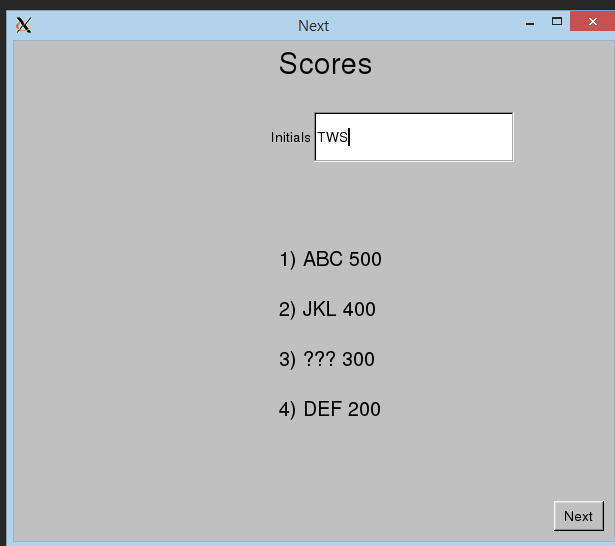 Next
Scores
Initials TWS
1) ABC 500
2) JKL 400
3) ??? 300
4) DEF 200
Next